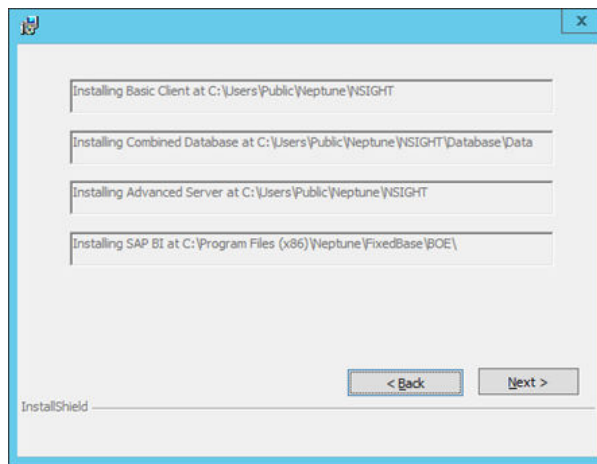 x
Installing Basic Client at C:\Users\Public\Neptune\NSIGHT
Installing Combined Database at C:\Users\Public\Neptune\NSIGHT\Database\Data
Installing Advanced Server at C:\Users\Public\Neptune\NSIGHT
Installing SAP BI at C:\Program Files (x86)\Neptune\FixedBase\BOE\
< Back
Next >
InstallShield